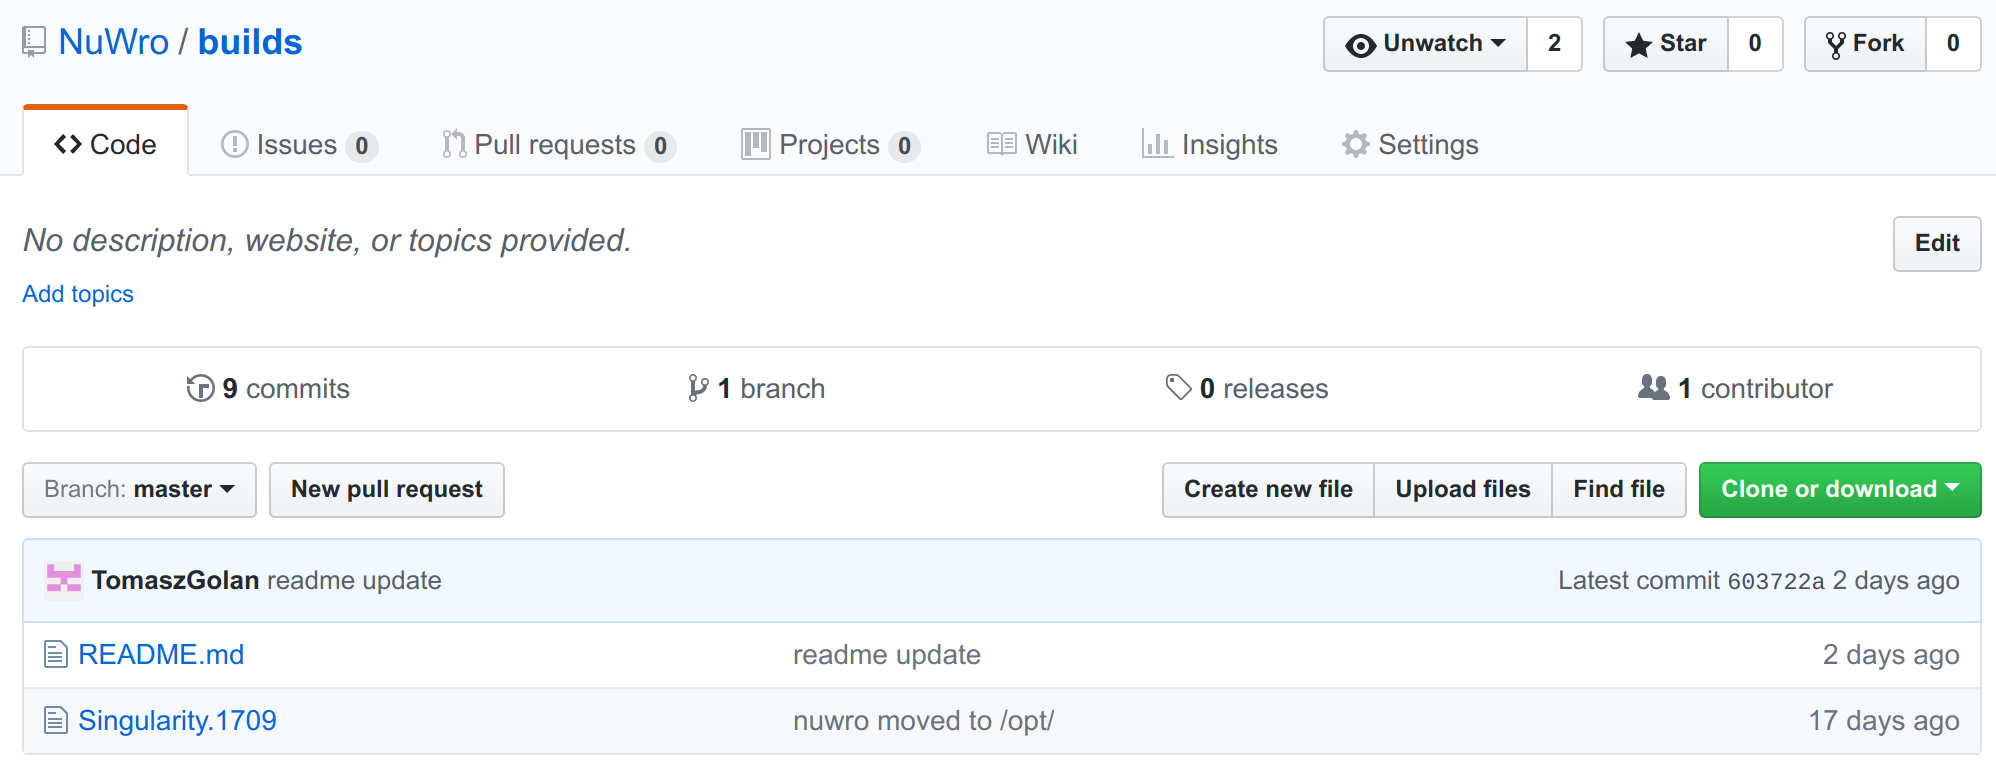 NuWro / builds
Unwatch 2 Star 0 Fork 0
Code Issues 0 Pull requests 0 Projects 0 Wiki Insights Settings
No description, website, or topics provided. Edit
Add topics
9 commits 1 branch 0 releases 1 contributor
Branch: master New pull request Create new file Upload files Find file Clone or download
TomaszGolan readme update Latest commit 603722a 2 days ago
README.md readme update 2 days ago
Singularity.1709 nuwro moved to /opt/ 17 days ago